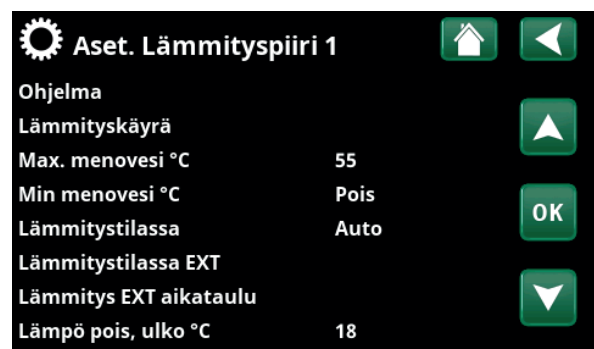 Aset. Lämmityspiiri 1
Ohjelma
Lämmityskäyrä
Max. menovesi °C 55
Min menovesi °C Pois
Lämmitystilassa Auto
OK
Lämmitystilassa EXT
Lämmitys EXT aikataulu
Lämpö pois, ulko °C 18